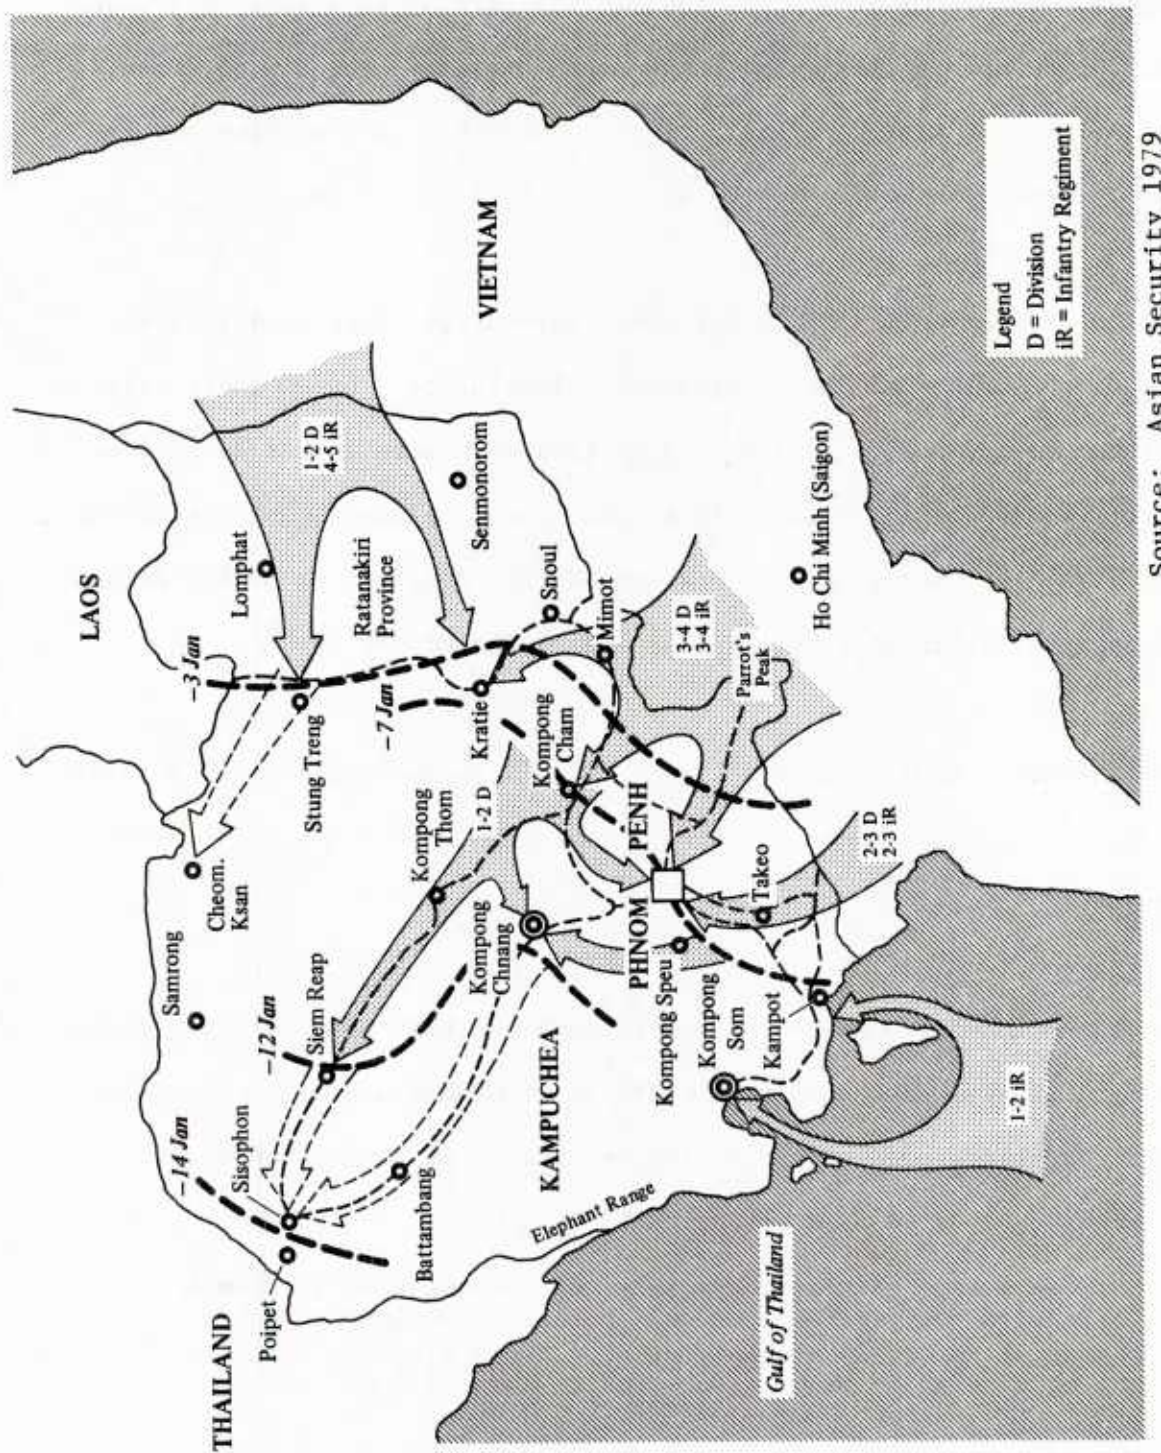 THAILAND
LAOS
VIETNAM
KAMPUCHEA
Gulf of Thailand
Elephant Range
Poipet
Sisophon
–14 Jan
Battambang
Siem Reap
–12 Jan
Samrong
Cheom.
Ksan
Stung Treng
–3 Jan
Lomphat
1-2 D
4-5 iR
Ratanakiri
Province
Senmonorom
Snoul
Mimot
Kratie
–7 Jan
Kompong
Thom
1-2 D
Kompong
Cham
Kompong
Chnang
PHNOM PENH
3-4 D
3-4 iR
Parrot's
Peak
Ho Chi Minh (Saigon)
Kompong Speu
Takeo
2-3 D
2-3 iR
Kompong
Som
Kampot
1-2 iR
Legend
D = Division
iR = Infantry Regiment
Source: Asian Security 1979